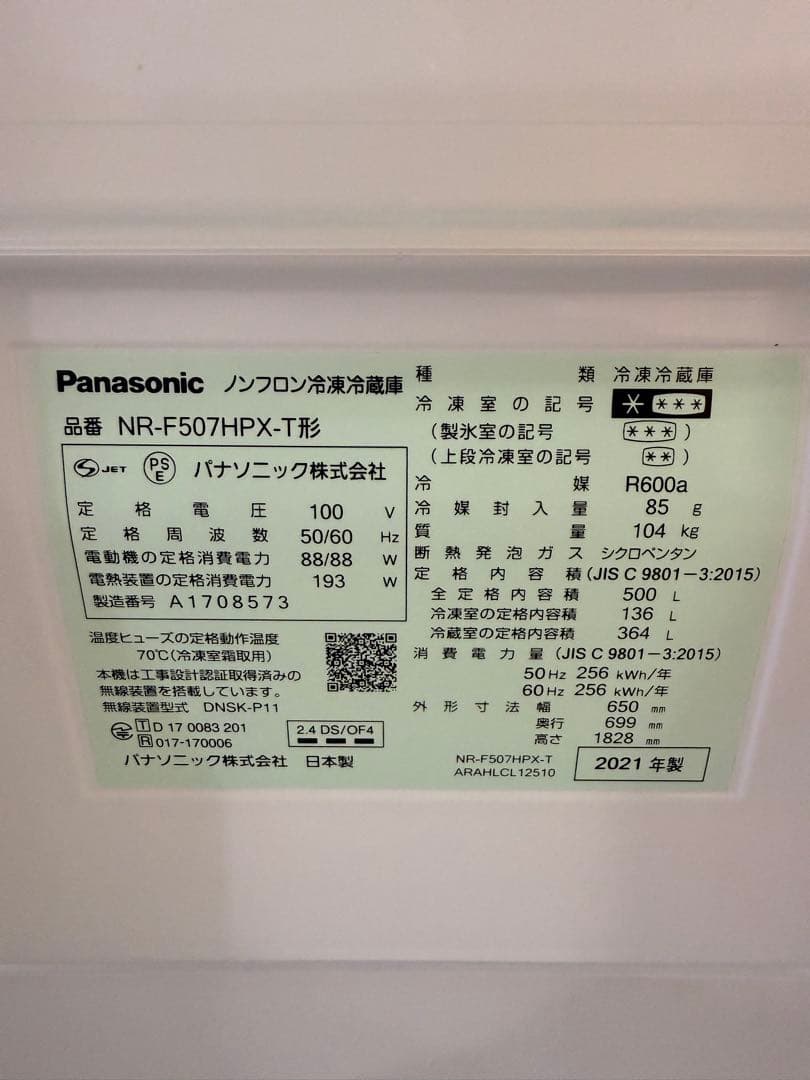 Panasonic ノンフロン冷凍冷蔵庫
品番 NR-F507HPX-T形
JET PSE パナソニック株式会社
定格電圧 100 V
定格周波数 50/60 Hz
電動機の定格消費電力 88/88 W
電熱装置の定格消費電力 193 W
製造番号 A1708573
温度ヒューズの定格動作温度
70℃(冷凍室霜取用)
本機は工事設計認証取得済みの
無線装置を搭載しています。
無線装置型式 DNSK-P11
T D 17 0083 201
R 017-170006
2.4 DS/OF4
パナソニック株式会社 日本製
種類 冷凍冷蔵庫
冷凍室の記号 * ***
(製氷室の記号 ***)
(上段冷凍室の記号 **)
冷媒 R600a
冷媒封入量 85 g
質量 104 kg
断熱発泡ガス シクロペンタン
定格内容積 (JIS C 9801-3:2015)
全定格内容積 500 L
冷凍室の定格内容積 136 L
冷蔵室の定格内容積 364 L
消費電力量 (JIS C 9801-3:2015)
50Hz 256 kWh/年
60Hz 256 kWh/年
外形寸法 幅 650 mm
奥行 699 mm
高さ 1828 mm
NR-F507HPX-T
ARAHLCL12510
2021 年製